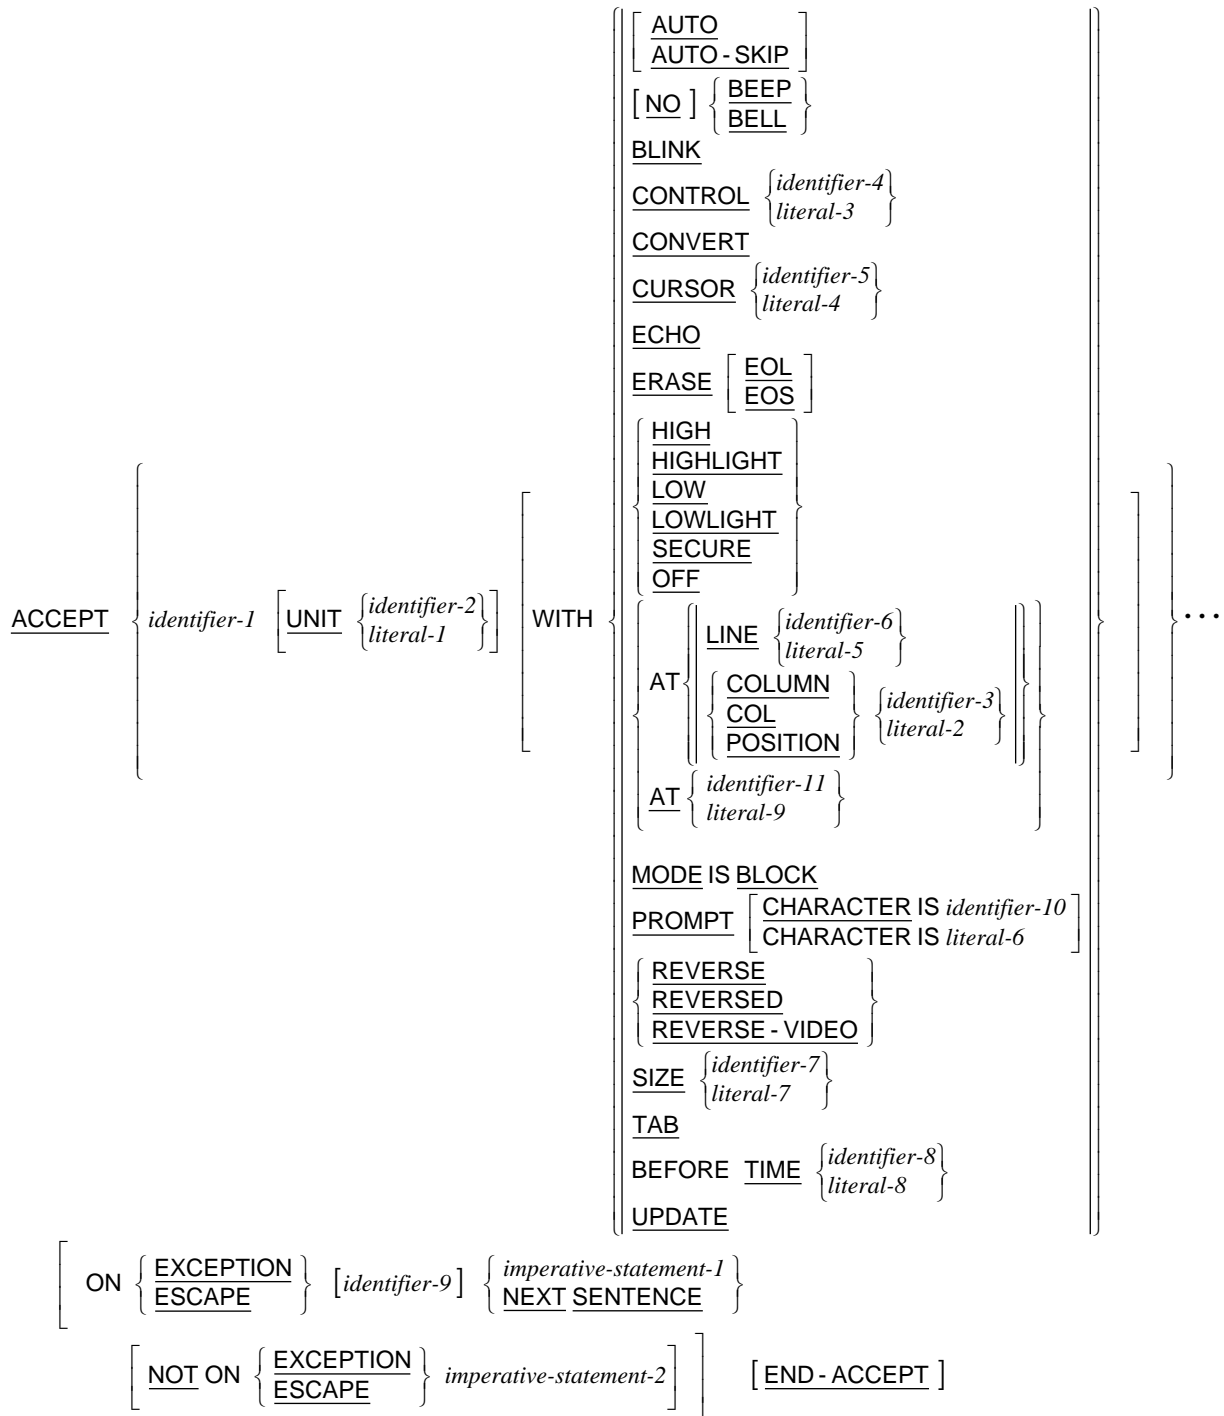 AUTO
AUTO - SKIP
[ NO ] { BEEP
BELL }
BLINK
CONTROL { identifier-4
literal-3 }
CONVERT
CURSOR { identifier-5
literal-4 }
ECHO
ERASE [ EOL
EOS ]
HIGH
HIGHLIGHT
LOW
LOWLIGHT
SECURE
OFF
ACCEPT { identifier-1 [ UNIT { identifier-2
literal-1 } ] [ WITH
AT
LINE { identifier-6
literal-5 }
COLUMN
COL
POSITION
{ identifier-3
literal-2 }
AT { identifier-11
literal-9 }
] } ...
MODE IS BLOCK
PROMPT [ CHARACTER IS identifier-10
CHARACTER IS literal-6 ]
REVERSE
REVERSED
REVERSE - VIDEO
SIZE { identifier-7
literal-7 }
TAB
BEFORE TIME { identifier-8
literal-8 }
UPDATE
[ ON { EXCEPTION
ESCAPE } [ identifier-9 ] { imperative-statement-1
NEXT SENTENCE }
[ NOT ON { EXCEPTION
ESCAPE } imperative-statement-2 ] ] [ END - ACCEPT ]